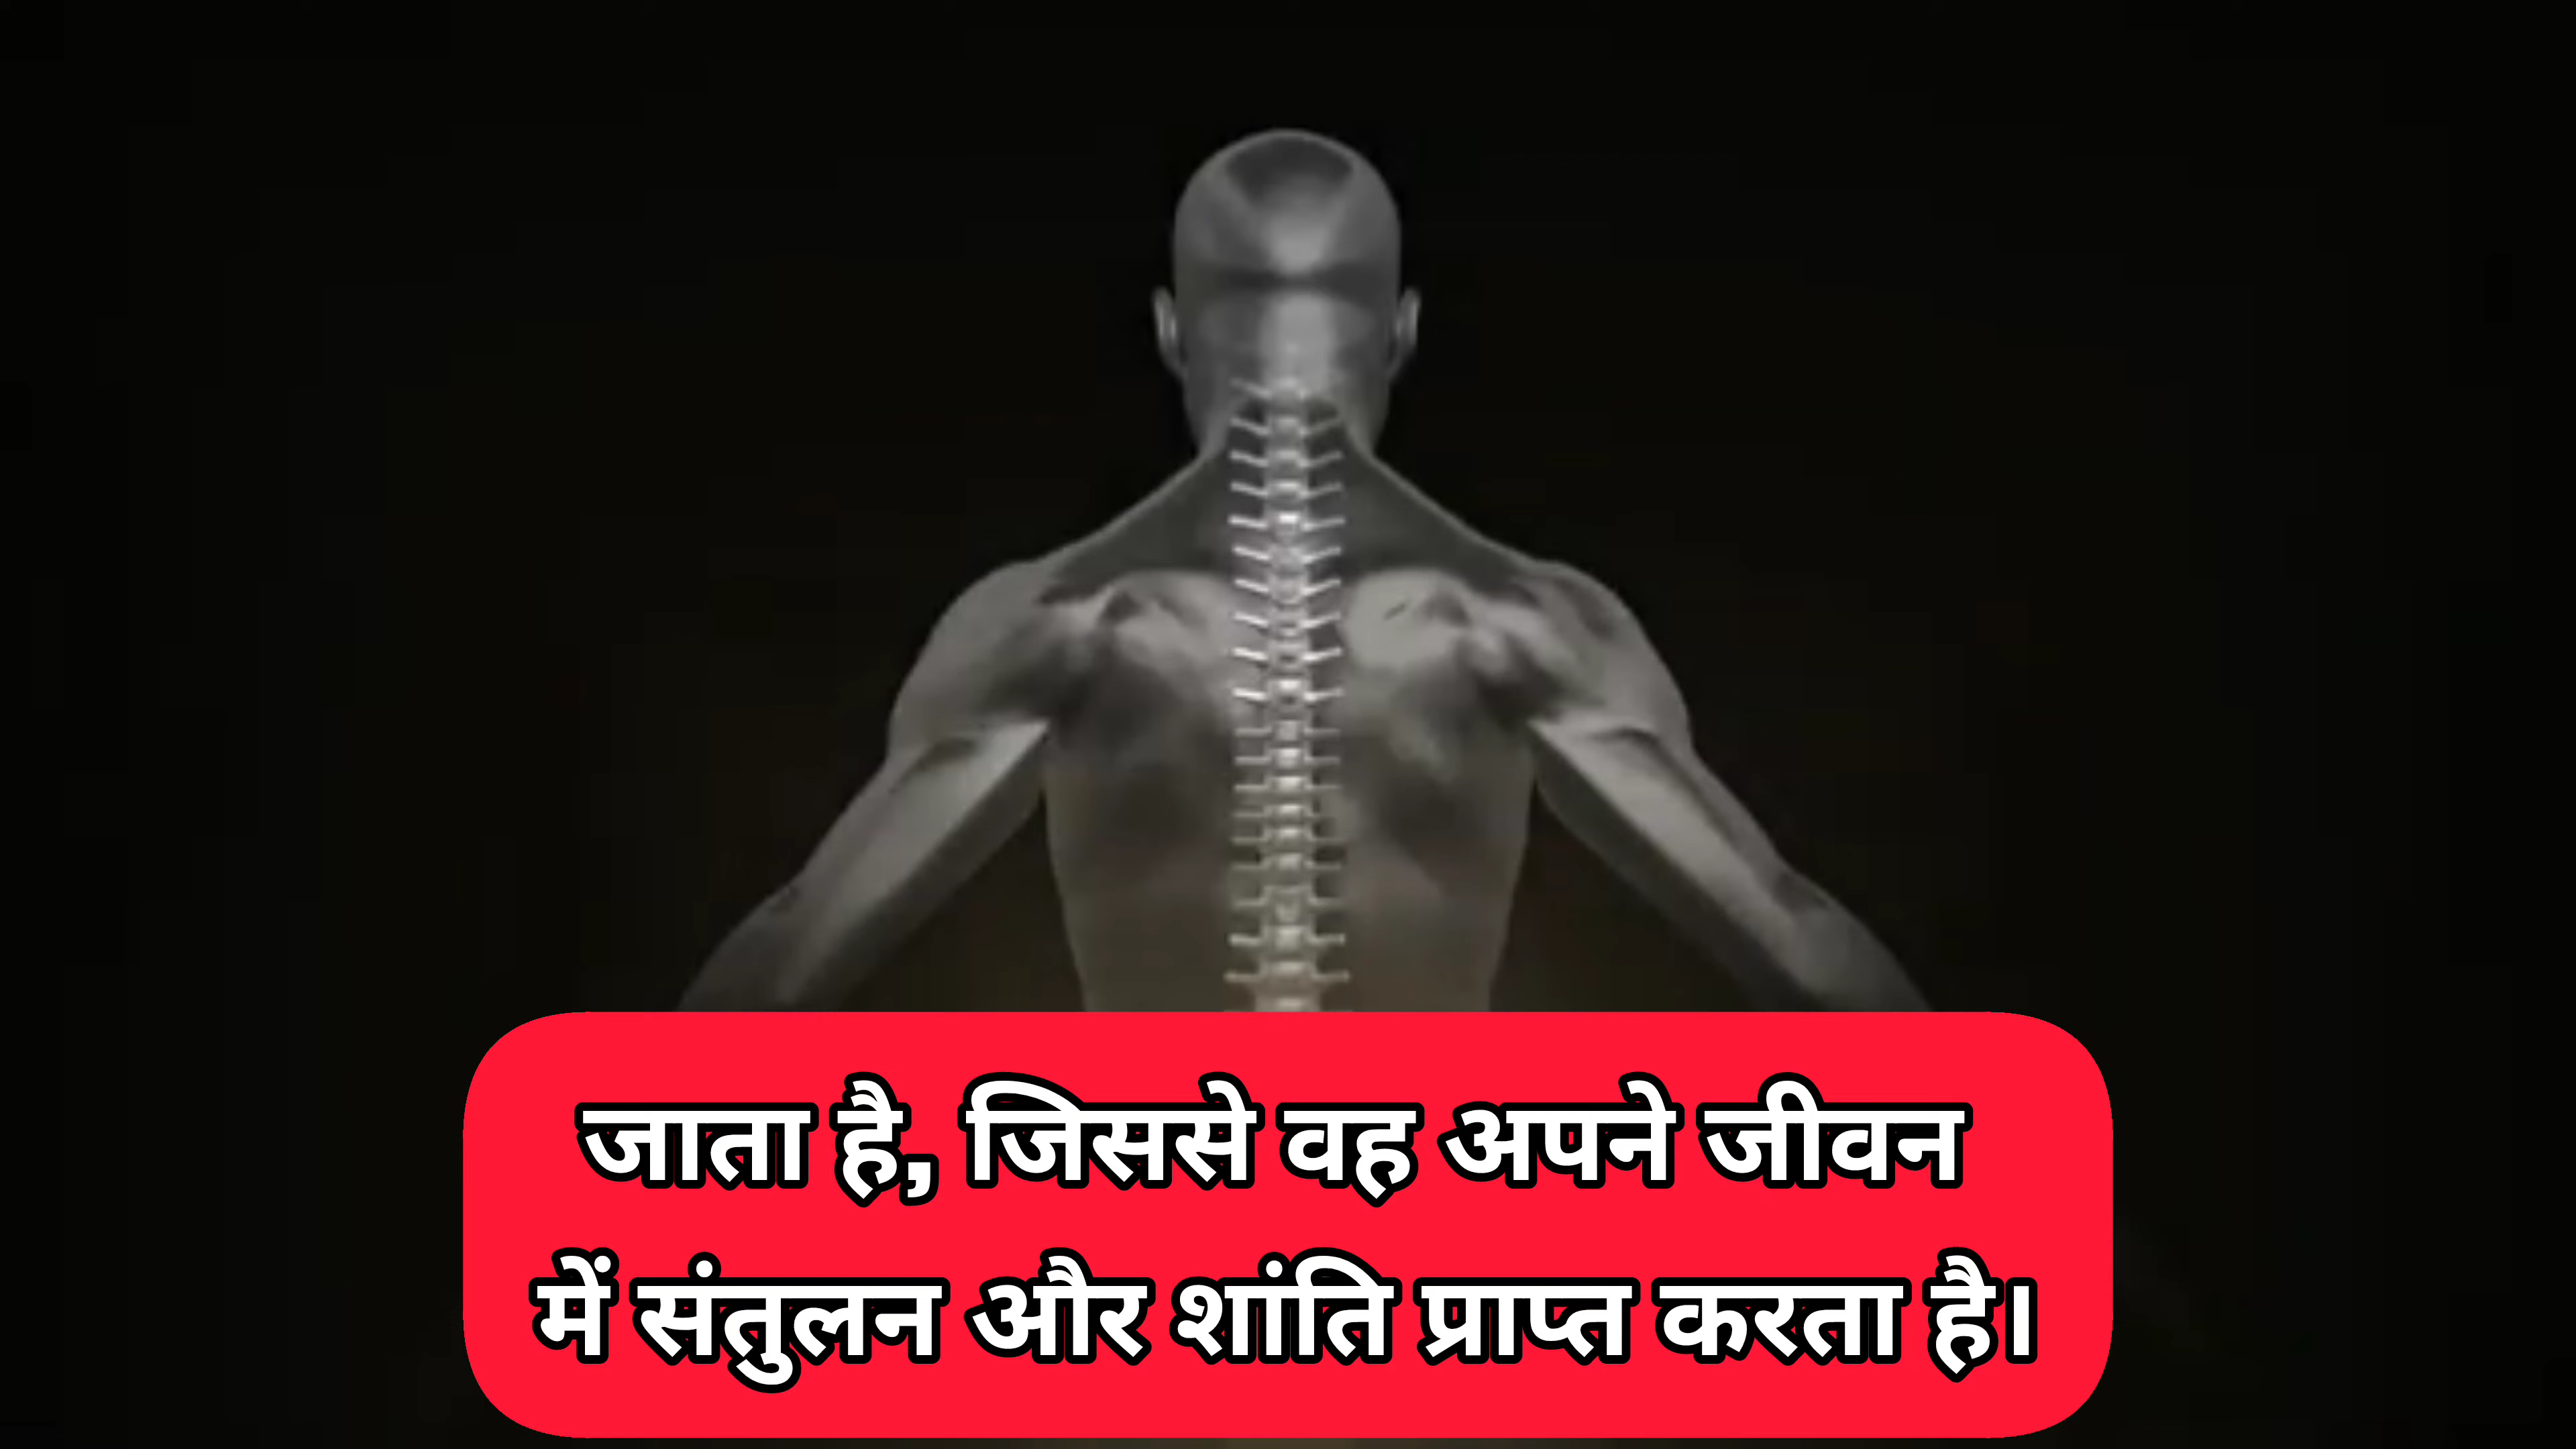 जाता है, जिससे वह अपने जीवन
में संतुलन और शांति प्राप्त करता है।